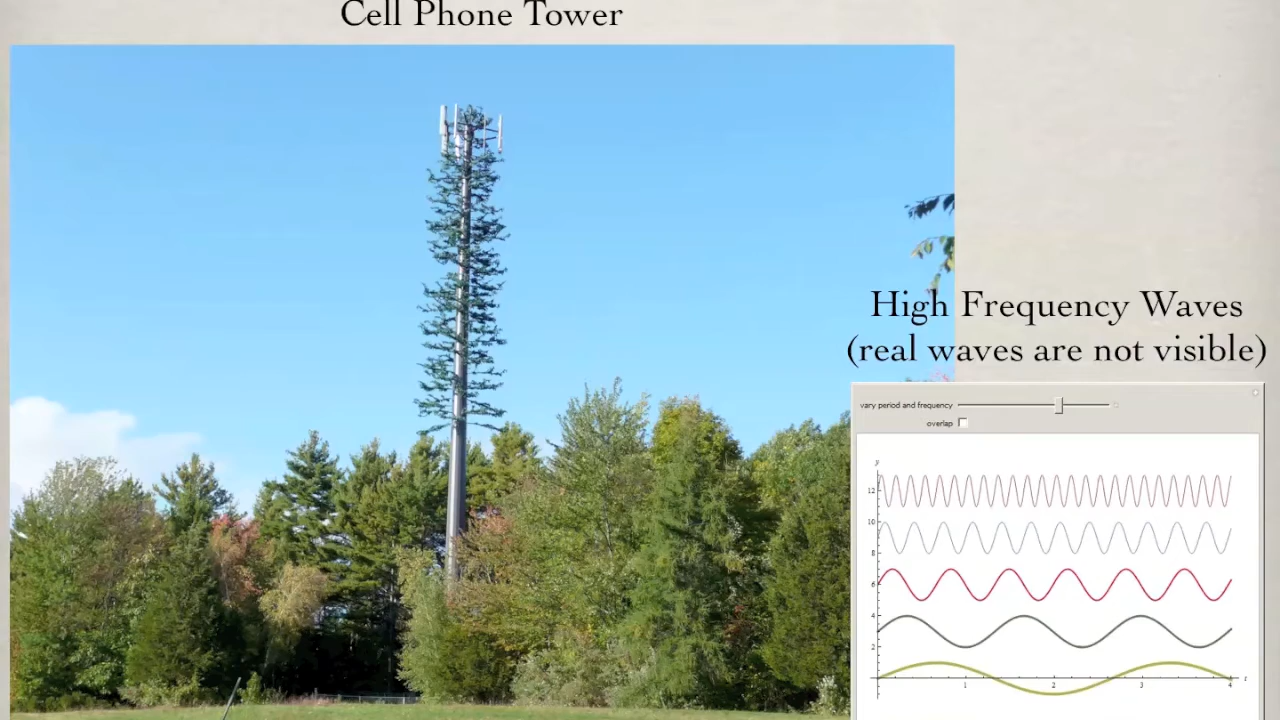 Cell Phone Tower
High Frequency Waves
(real waves are not visible)
vary period and frequency
overlap
y
12
10
8
6
4
2
1
2
3
4
t